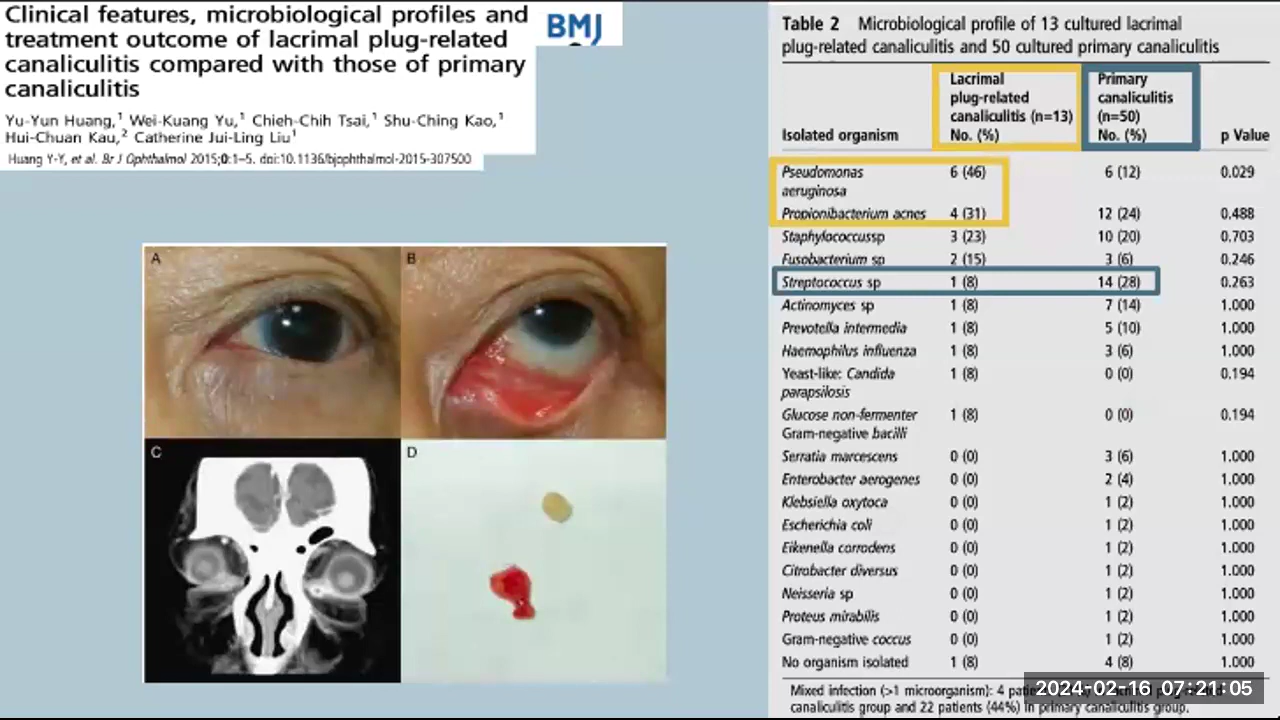 Clinical features, microbiological profiles and
treatment outcome of lacrimal plug-related
canaliculitis compared with those of primary
canaliculitis
BMJ
Yu-Yun Huang,¹ Wei-Kuang Yu,¹ Chieh-Chih Tsai,¹ Shu-Ching Kao,¹
Hui-Chuan Kau,² Catherine Jui-Ling Liu¹
Huang Y-Y, et al. Br J Ophthalmol 2015;0:1–5. doi:10.1136/bjophthalmol-2015-307500
A
B
C
D
Table 2 Microbiological profile of 13 cultured lacrimal
plug-related canaliculitis and 50 cultured primary canaliculitis
Isolated organism
Lacrimal
plug-related
canaliculitis (n=13)
No. (%)
Primary
canaliculitis
(n=50)
No. (%)
p Value
Pseudomonas 6 (46) 6 (12) 0.029
aeruginosa
Propionibacterium acnes 4 (31) 12 (24) 0.488
Staphylococcussp 3 (23) 10 (20) 0.703
Fusobacterium sp 2 (15) 3 (6) 0.246
Streptococcus sp 1 (8) 14 (28) 0.263
Actinomyces sp 1 (8) 7 (14) 1.000
Prevotella intermedia 1 (8) 5 (10) 1.000
Haemophilus influenza 1 (8) 3 (6) 1.000
Yeast-like: Candida 1 (8) 0 (0) 0.194
parapsilosis
Glucose non-fermenter 1 (8) 0 (0) 0.194
Gram-negative bacilli
Serratia marcescens 0 (0) 3 (6) 1.000
Enterobacter aerogenes 0 (0) 2 (4) 1.000
Klebsiella oxytoca 0 (0) 1 (2) 1.000
Escherichia coli 0 (0) 1 (2) 1.000
Eikenella corrodens 0 (0) 1 (2) 1.000
Citrobacter diversus 0 (0) 1 (2) 1.000
Neisseria sp 0 (0) 1 (2) 1.000
Proteus mirabilis 0 (0) 1 (2) 1.000
Gram-negative coccus 0 (0) 1 (2) 1.000
No organism isolated 1 (8) 4 (8) 1.000
Mixed infection (>1 microorganism): 4
canaliculitis group and 22 patients (44%) in primary canaliculitis group.
2024-02-16 07:21:05